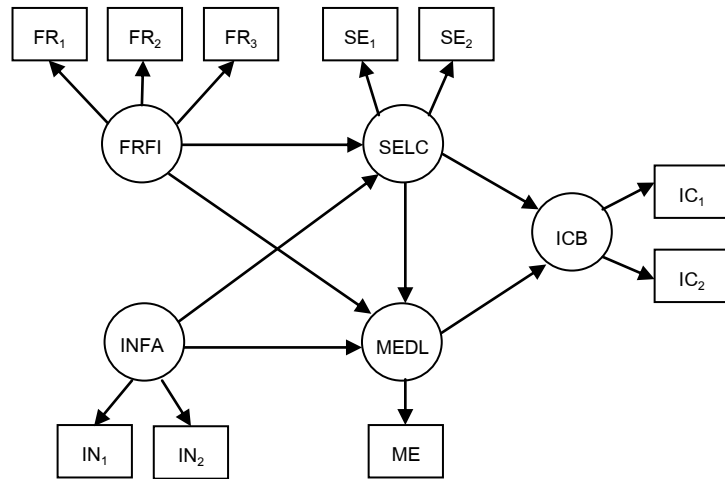 FR₁ FR₂ FR₃ SE₁ SE₂
FRFI SELC
IC₁
ICB
IC₂
INFA MEDL
IN₁ IN₂ ME